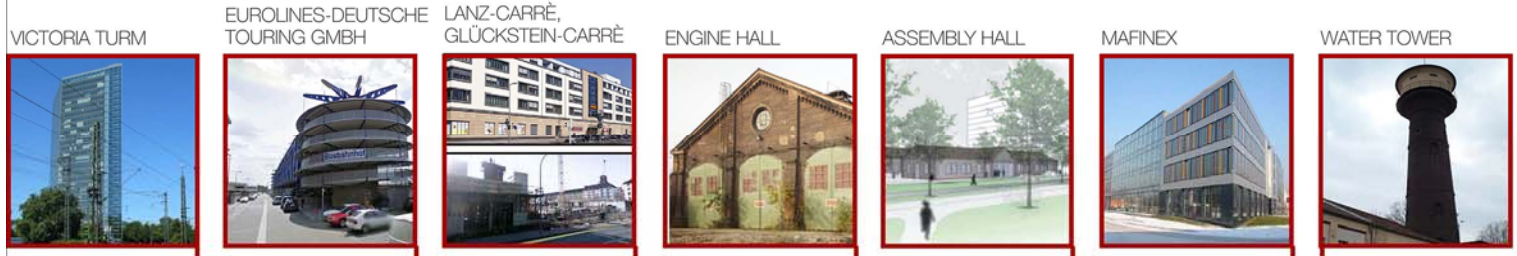 VICTORIA TURM
EUROLINES-DEUTSCHE
TOURING GMBH
LANZ-CARRÈ,
GLÜCKSTEIN-CARRÈ
ENGINE HALL
ASSEMBLY HALL
MAFINEX
WATER TOWER
Busbahnhof